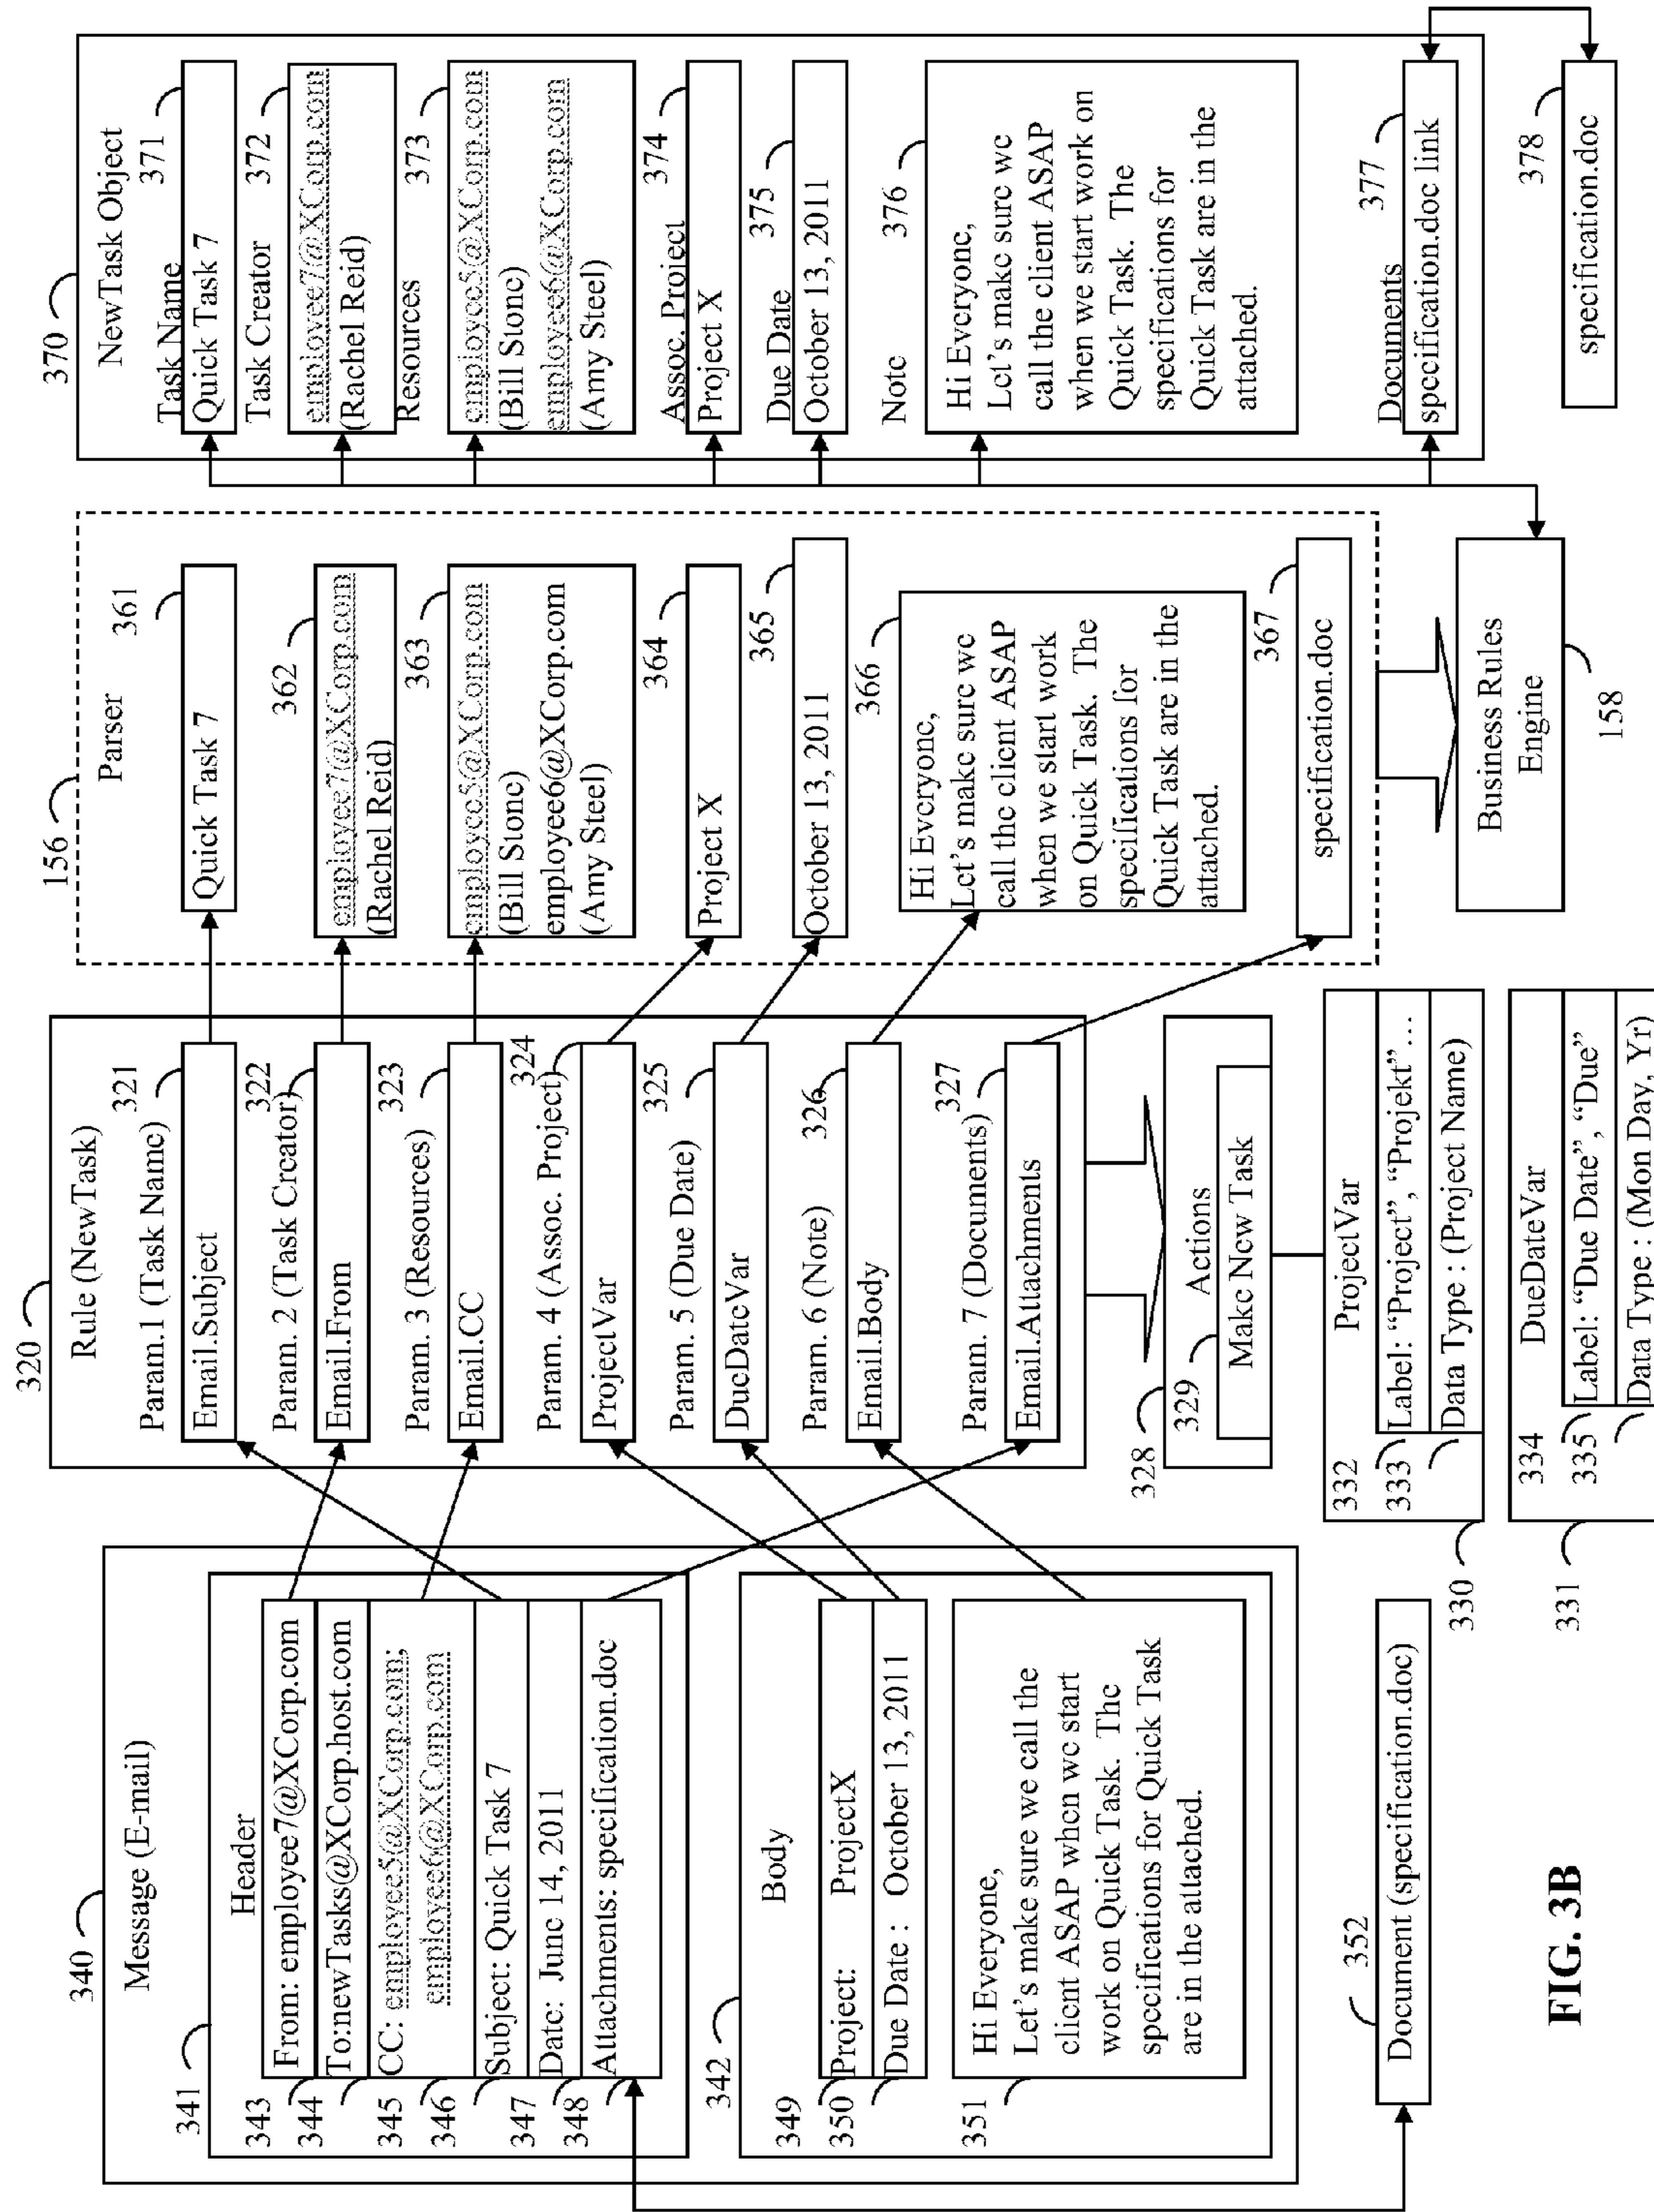 340
Message (E-mail)
341
Header
343
From: employee7@XCorp.com
344
To:newTasks@XCorp.host.com
345
CC: employee5@XCorp.com;
employee6@XCorp.com
346
Subject: Quick Task 7
347
Date: June 14, 2011
348
Attachments: specification.doc
342
Body
349
Project: ProjectX
350
Due Date : October 13, 2011
351
Hi Everyone,
Let's make sure we call the
client ASAP when we start
work on Quick Task. The
specifications for Quick Task
are in the attached.
352
Document (specification.doc)
320
Rule (NewTask)
Param.1 (Task Name)
321
Email.Subject
Param. 2 (Task Creator)
322
Email.From
Param. 3 (Resources)
323
Email.CC
Param. 4 (Assoc. Project)
324
ProjectVar
Param. 5 (Due Date)
325
DueDateVar
Param. 6 (Note)
326
Email.Body
Param. 7 (Documents)
327
Email.Attachments
328
Actions
329
Make New Task
330
332
ProjectVar
333
Label: “Project”, “Projekt”…
Data Type : (Project Name)
331
334
DueDateVar
335
Label: “Due Date”, “Due”
Data Type : (Mon Day, Yr)
156
Parser
361
Quick Task 7
362
employee7@XCorp.com
(Rachel Reid)
363
employee5@XCorp.com
(Bill Stone)
employee6@XCorp.com
(Amy Steel)
364
Project X
365
October 13, 2011
366
Hi Everyone,
Let's make sure we
call the client ASAP
when we start work
on Quick Task. The
specifications for
Quick Task are in the
attached.
367
specification.doc
Business Rules
Engine
158
370
NewTask Object
Task Name
371
Quick Task 7
Task Creator
372
employee7@XCorp.com
(Rachel Reid)
Resources
373
employee5@XCorp.com
(Bill Stone)
employee6@XCorp.com
(Amy Steel)
Assoc. Project
374
Project X
Due Date
375
October 13, 2011
Note
376
Hi Everyone,
Let's make sure we
call the client ASAP
when we start work on
Quick Task. The
specifications for
Quick Task are in the
attached.
Documents
377
specification.doc link
378
specification.doc
FIG. 3B